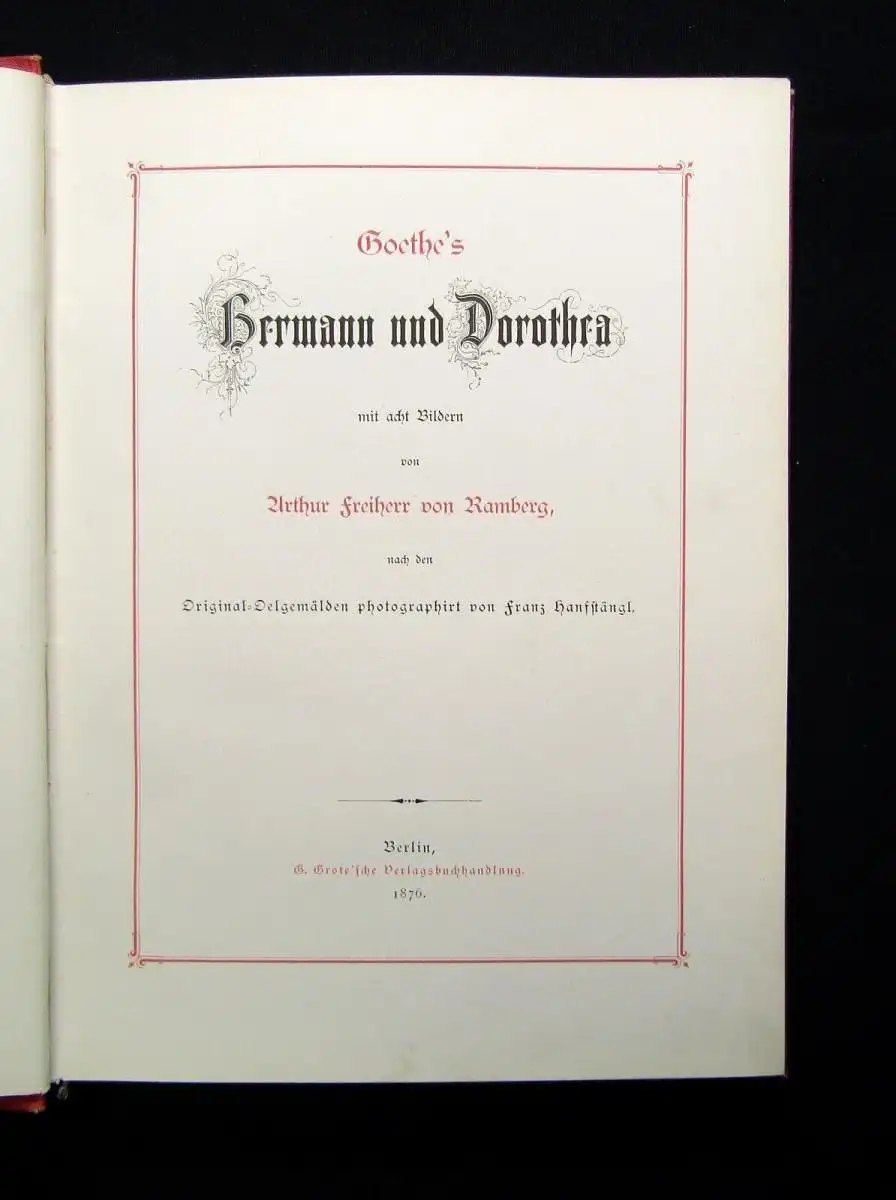 Goethe's
Hermann und Dorothea
mit acht Bildern
von
Arthur Freiherr von Ramberg,
nach den
Original-Oelgemälden photographirt von Franz Hanfstängl.
Berlin,
G. Grote'sche Verlagsbuchhandlung.
1876.